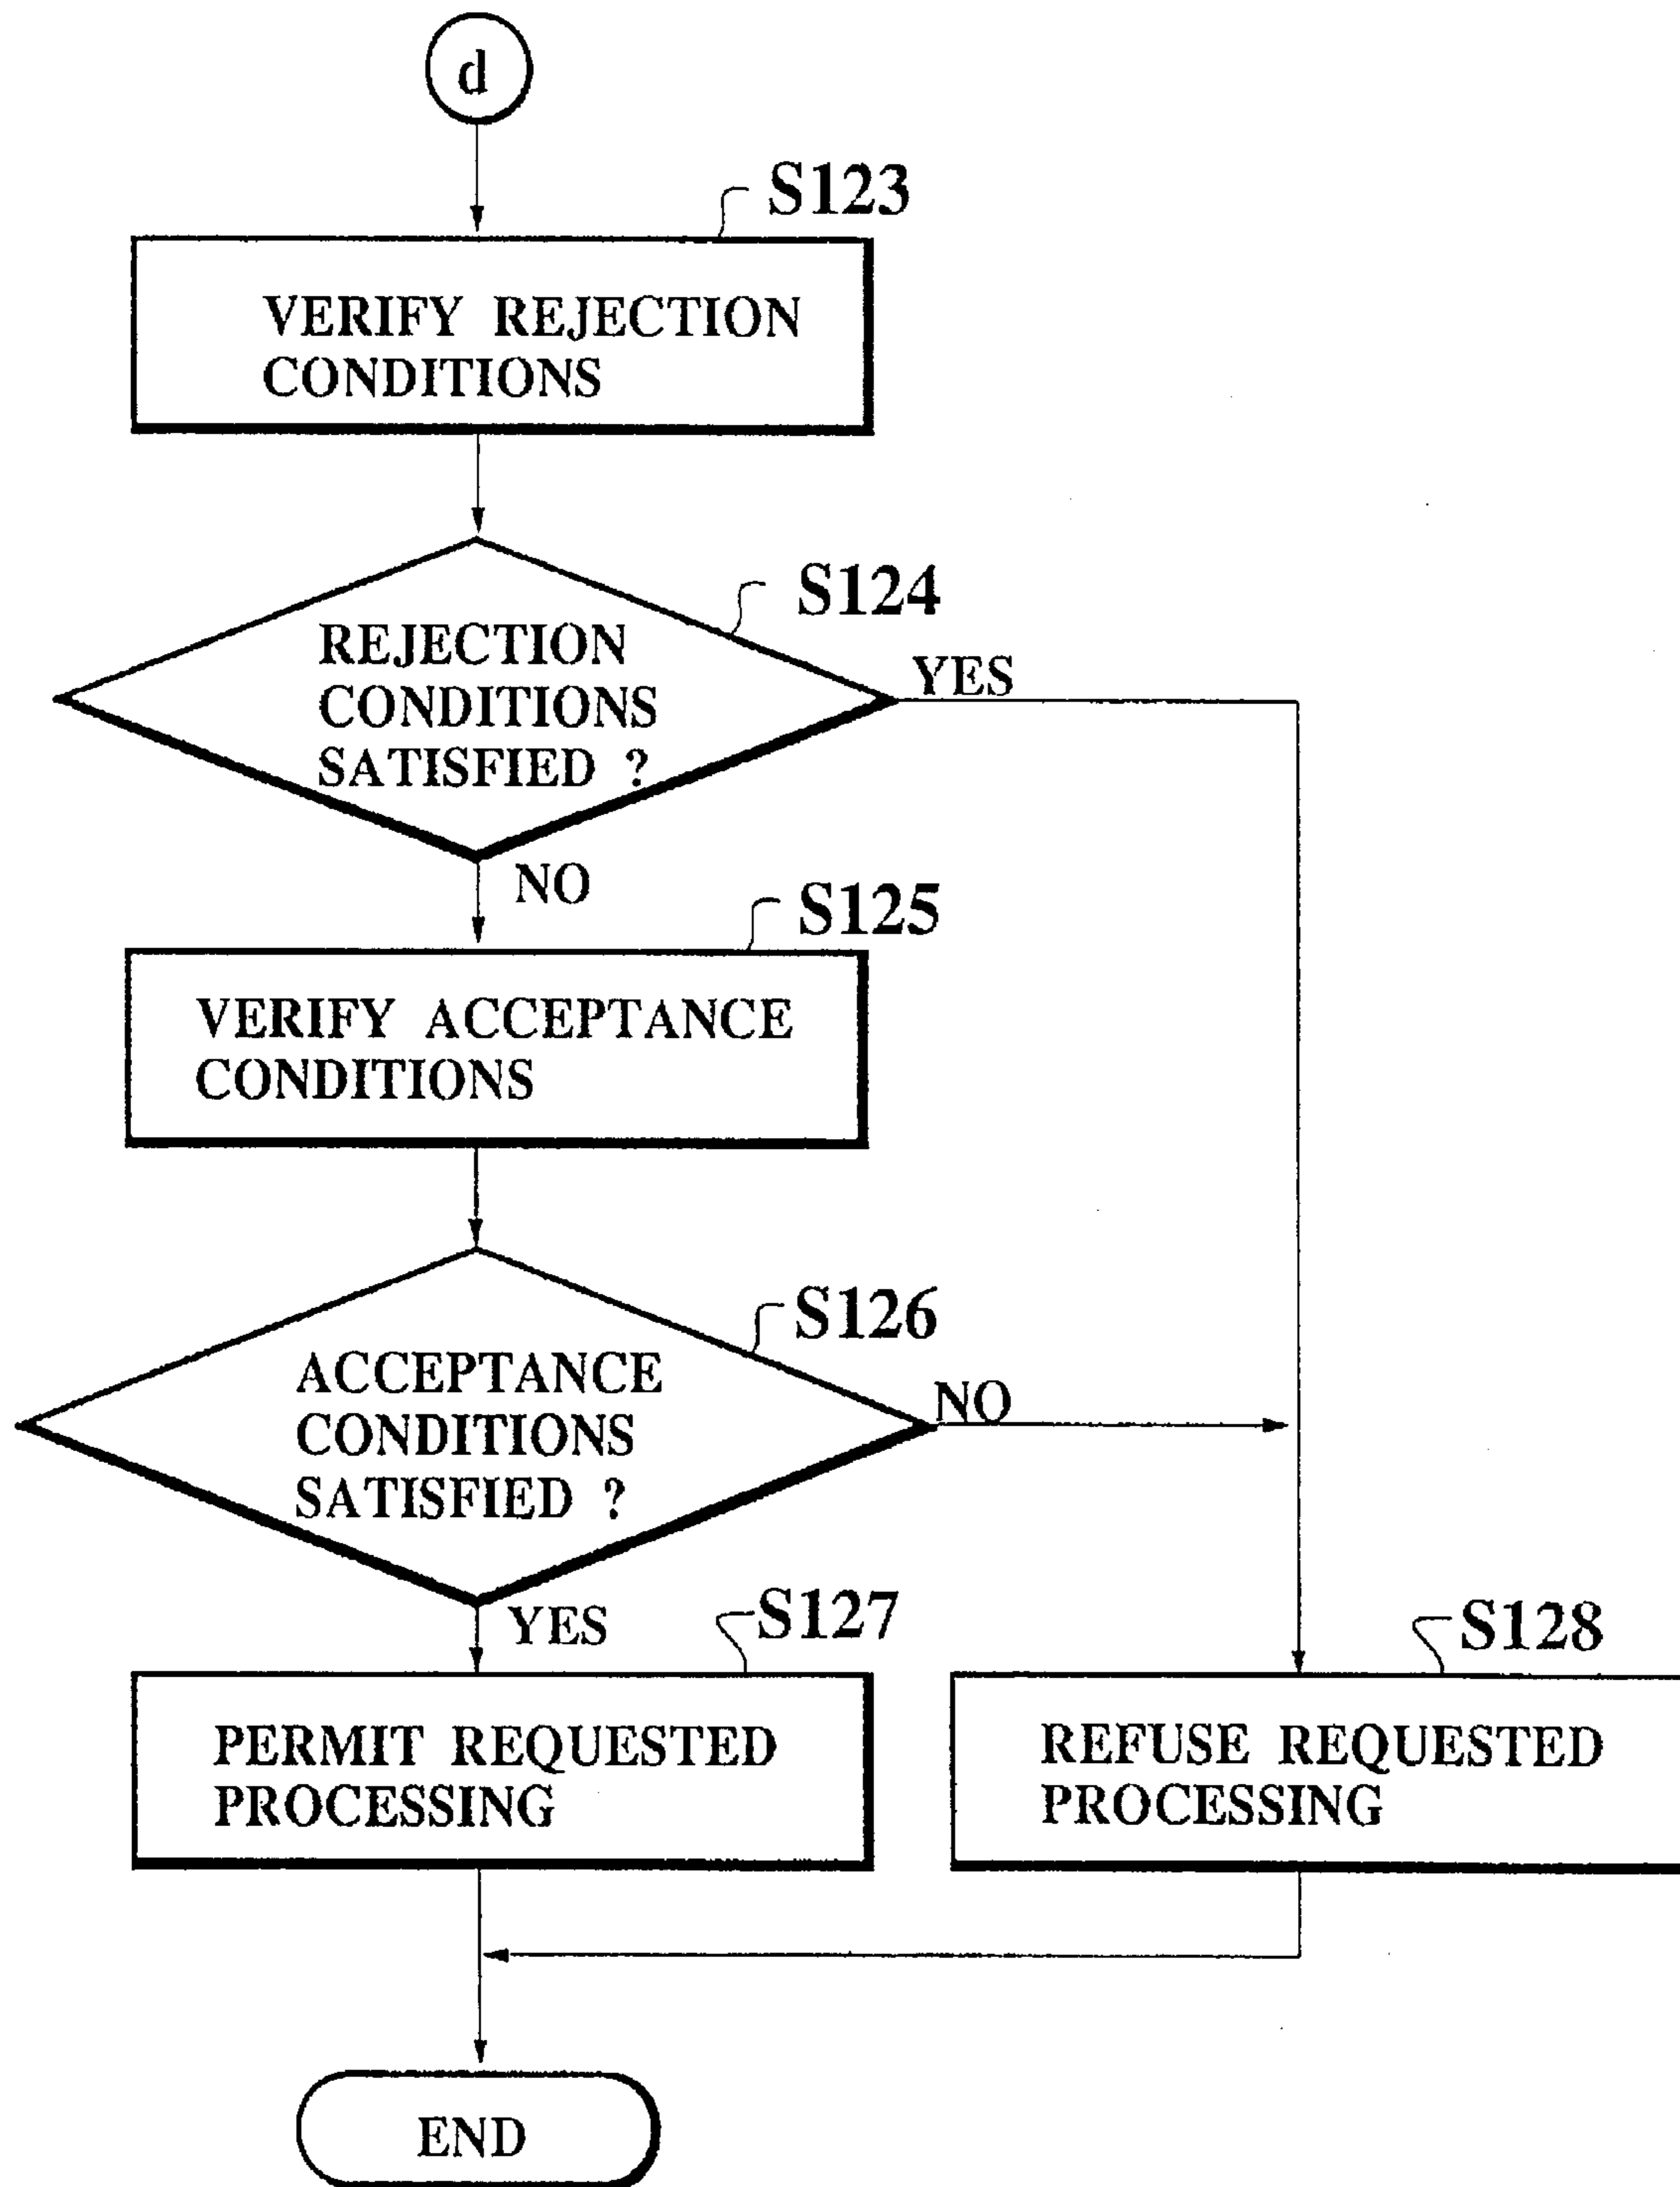 d
S123
VERIFY REJECTION
CONDITIONS
S124
REJECTION
CONDITIONS
SATISFIED ?
YES
NO
S125
VERIFY ACCEPTANCE
CONDITIONS
S126
ACCEPTANCE
CONDITIONS
SATISFIED ?
NO
YES
S127
PERMIT REQUESTED
PROCESSING
S128
REFUSE REQUESTED
PROCESSING
END